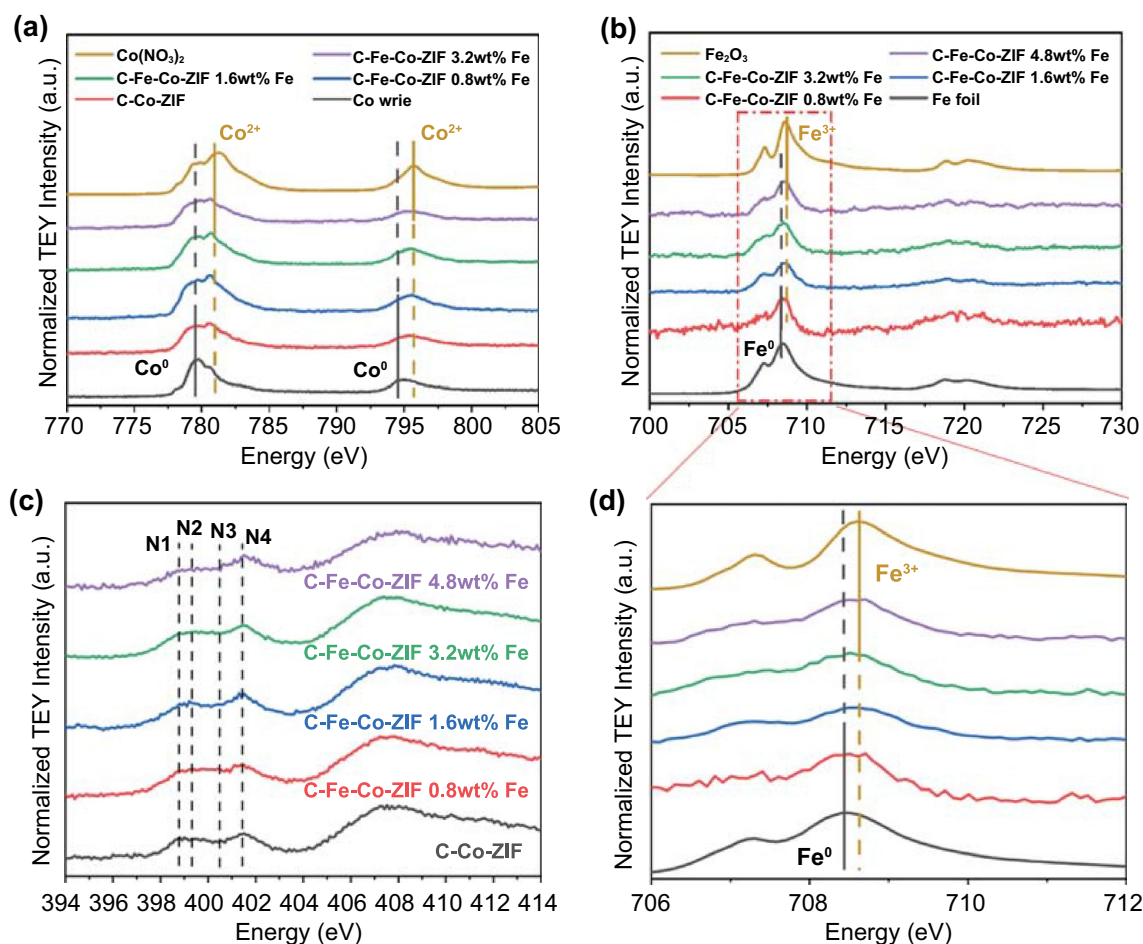 (a)
Co(NO₃)₂
C-Fe-Co-ZIF 3.2wt% Fe
C-Fe-Co-ZIF 1.6wt% Fe
C-Fe-Co-ZIF 0.8wt% Fe
C-Co-ZIF
Co wrie
Co²⁺
Co²⁺
Co⁰
Co⁰
Normalized TEY Intensity (a.u.)
770 775 780 785 790 795 800 805
Energy (eV)
(b)
Fe₂O₃
C-Fe-Co-ZIF 4.8wt% Fe
C-Fe-Co-ZIF 3.2wt% Fe
C-Fe-Co-ZIF 1.6wt% Fe
C-Fe-Co-ZIF 0.8wt% Fe
Fe foil
Fe³⁺
Fe⁰
Normalized TEY Intensity (a.u.)
700 705 710 715 720 725 730
Energy (eV)
(c)
N1
N2
N3
N4
C-Fe-Co-ZIF 4.8wt% Fe
C-Fe-Co-ZIF 3.2wt% Fe
C-Fe-Co-ZIF 1.6wt% Fe
C-Fe-Co-ZIF 0.8wt% Fe
C-Co-ZIF
Normalized TEY Intensity (a.u.)
394 396 398 400 402 404 406 408 410 412 414
Energy (eV)
(d)
Fe³⁺
Fe⁰
Normalized TEY Intensity (a.u.)
706 708 710 712
Energy (eV)